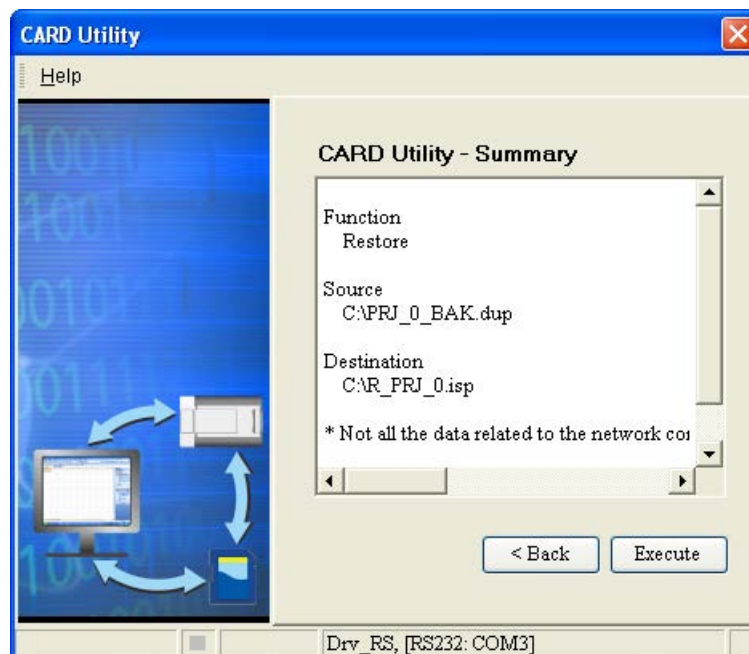 CARD Utility
Help
CARD Utility - Summary
Function
Restore
Source
C:\PRJ_0_BAK.dup
Destination
C:\R_PRJ_0.isp
* Not all the data related to the network
< Back
Execute
Drv_RS, [RS232: COM3]